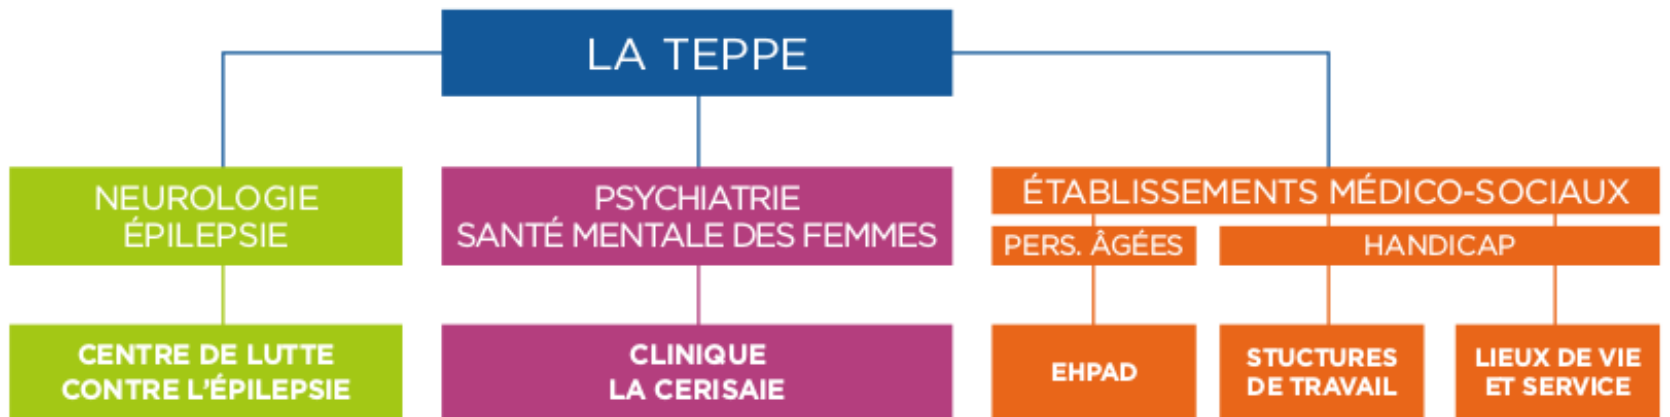 LA TEPPE
NEUROLOGIE
ÉPILEPSIE
PSYCHIATRIE
SANTÉ MENTALE DES FEMMES
ÉTABLISSEMENTS MÉDICO-SOCIAUX
PERS. ÂGÉES
HANDICAP
CENTRE DE LUTTE
CONTRE L'ÉPILEPSIE
CLINIQUE
LA CERISAIE
EHPAD
STUCTURES
DE TRAVAIL
LIEUX DE VIE
ET SERVICE